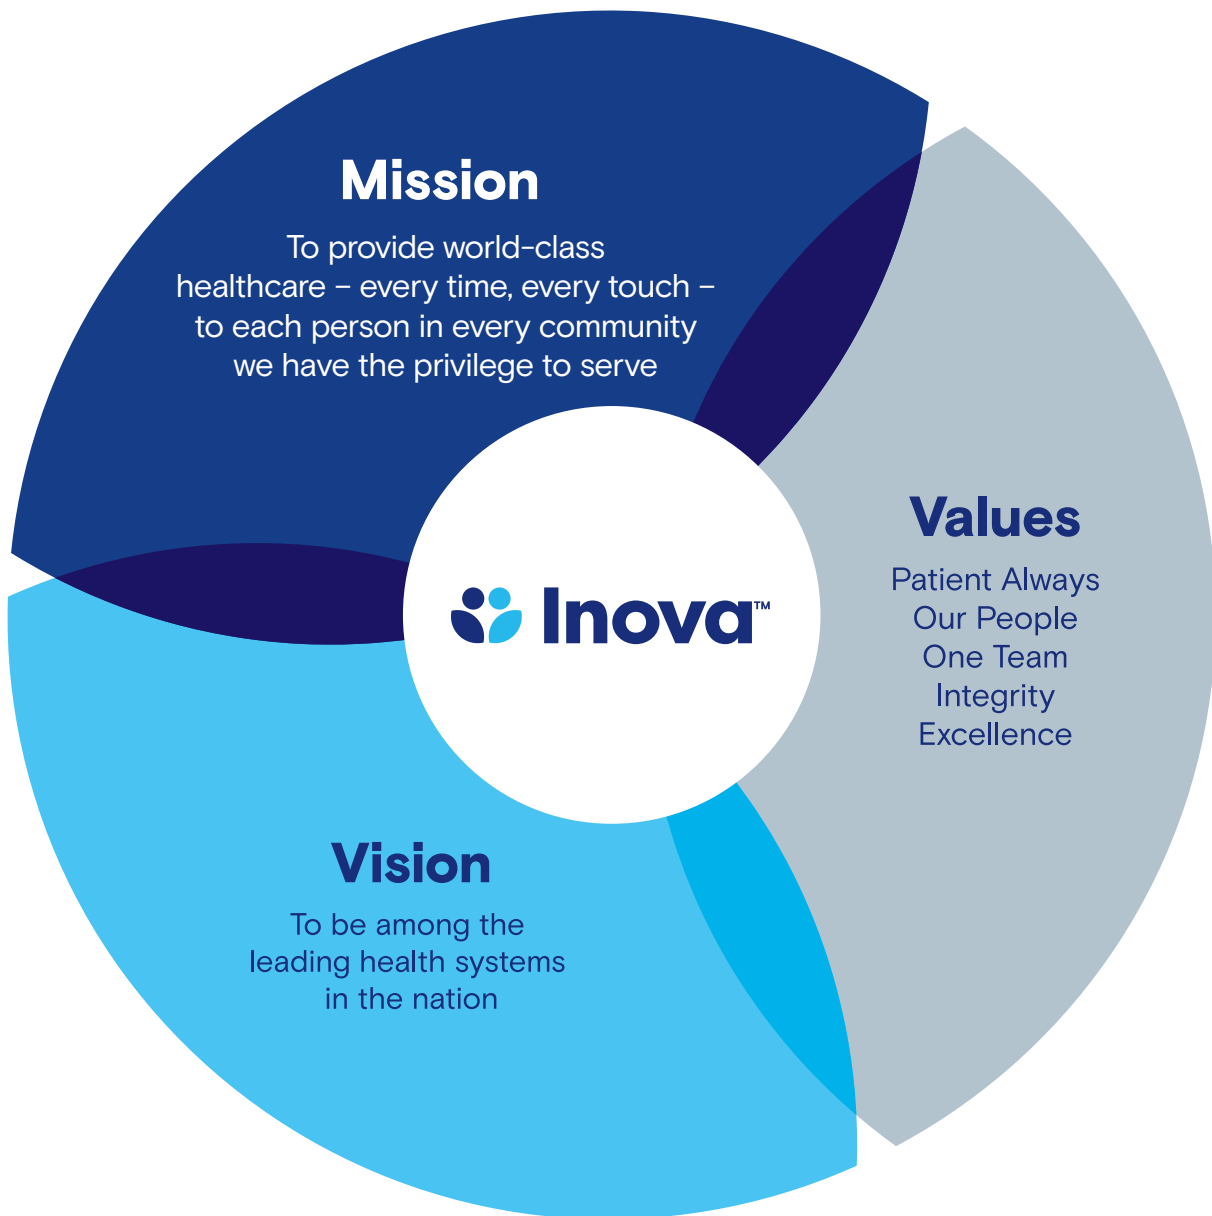 Mission
To provide world-class
healthcare – every time, every touch –
to each person in every community
we have the privilege to serve
Values
Patient Always
Our People
One Team
Integrity
Excellence
Inova™
Vision
To be among the
leading health systems
in the nation